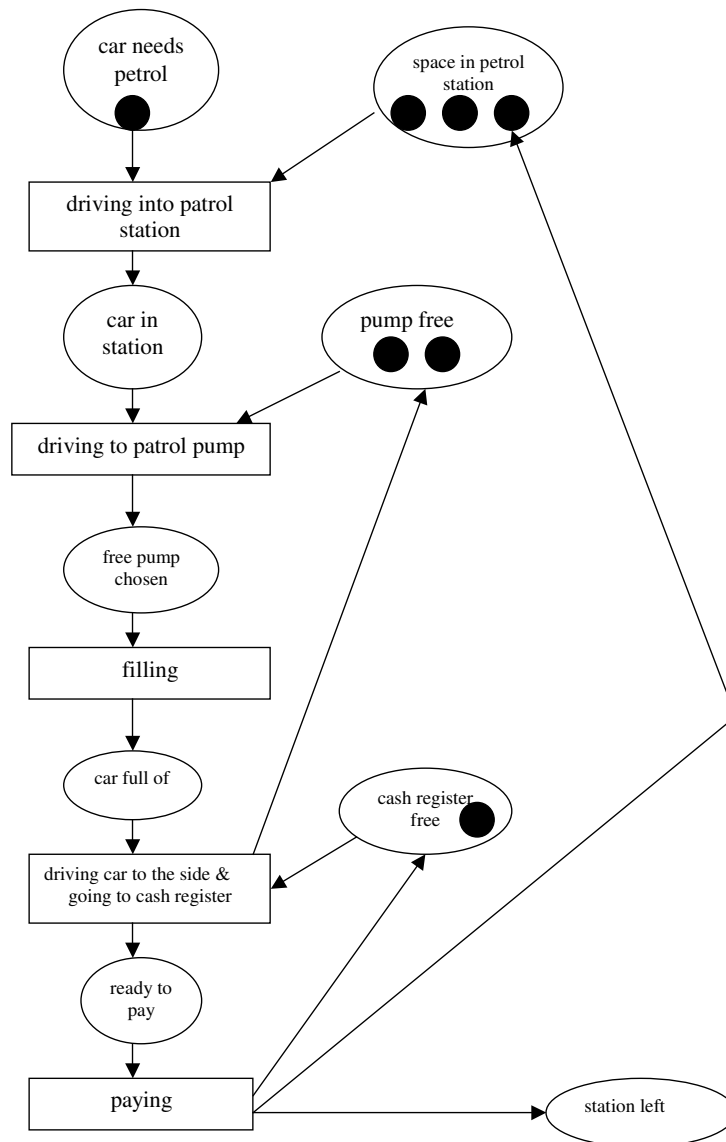 car needs
petrol
space in petrol
station
driving into patrol
station
car in
station
pump free
driving to patrol pump
free pump
chosen
filling
car full of
cash register
free
driving car to the side &
going to cash register
ready to
pay
paying
station left